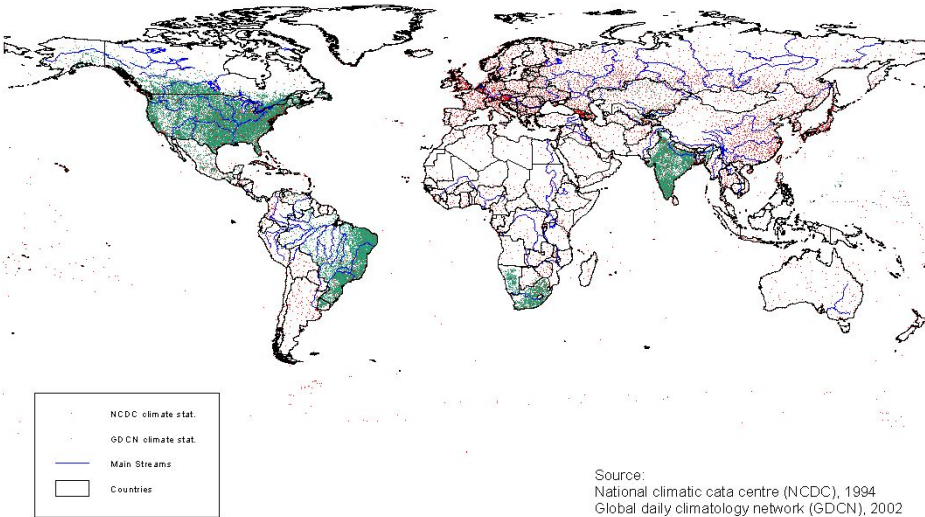 NCDC climate stat.
GDCN climate stat.
Main Streams
Countries
Source:
National climatic cata centre (NCDC), 1994
Global daily climatology network (GDCN), 2002